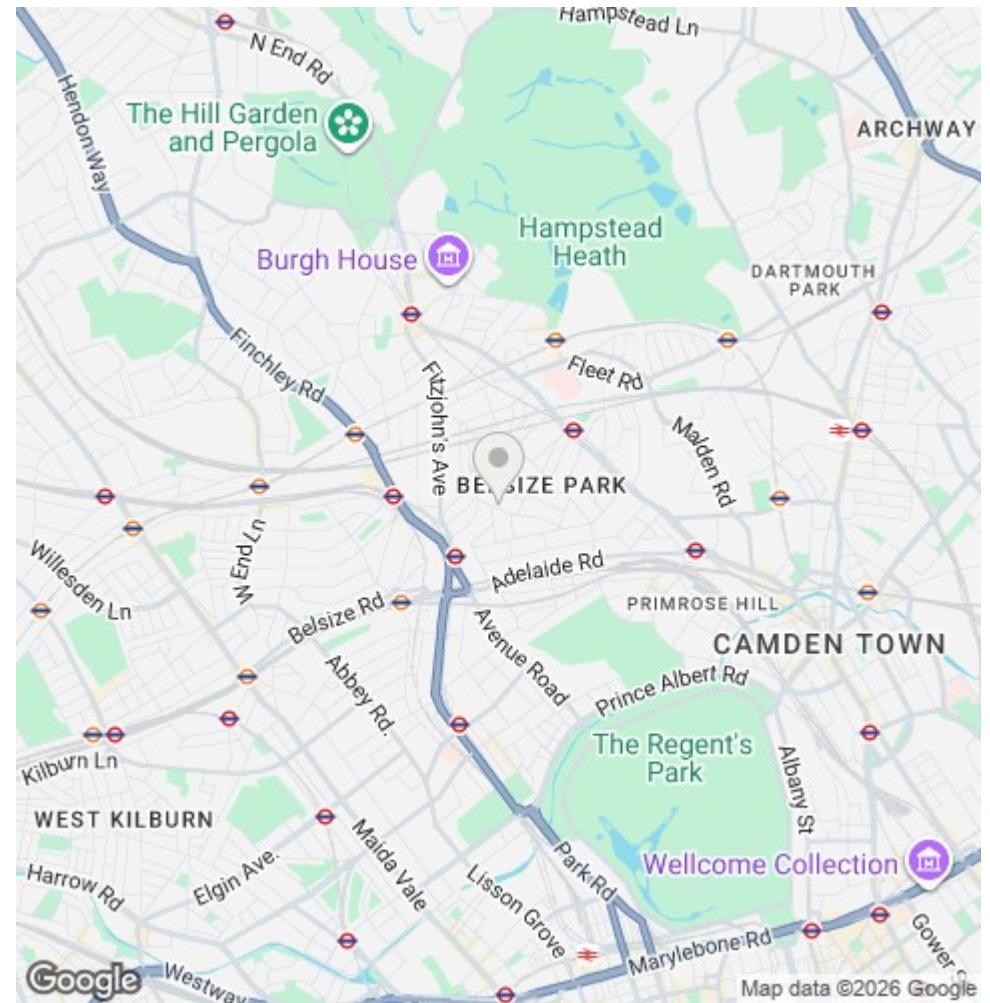 Hampstead Ln
N End Rd
Hendon Way
The Hill Garden
and Pergola
ARCHWAY
Hampstead
Heath
Burgh House
DARTMOUTH
PARK
Finchley Rd
Fitzjohn's Ave
Fleet Rd
Malden Rd
BELSIZE PARK
W End Ln
Willesden Ln
Adelaide Rd
Belsize Rd
PRIMROSE HILL
Avenue Road
CAMDEN TOWN
Abbey Rd.
Prince Albert Rd
The Regent's
Park
Albany St
Kilburn Ln
WEST KILBURN
Maida Vale
Park Rd
Wellcome Collection
Elgin Ave.
Harrow Rd
Lisson Grove
Marylebone Rd
Gower S
Westway
Google
Map data ©2026 Google